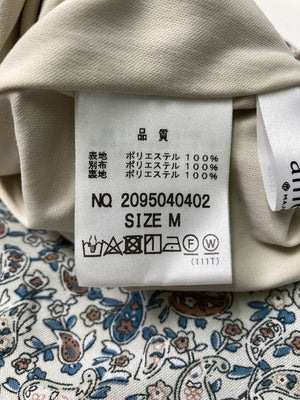 品質
表地 ポリエステル 100%
別布 ポリエステル 100%
裏地 ポリエステル 100%
NO. 2095040402
SIZE M
F W
(111T)